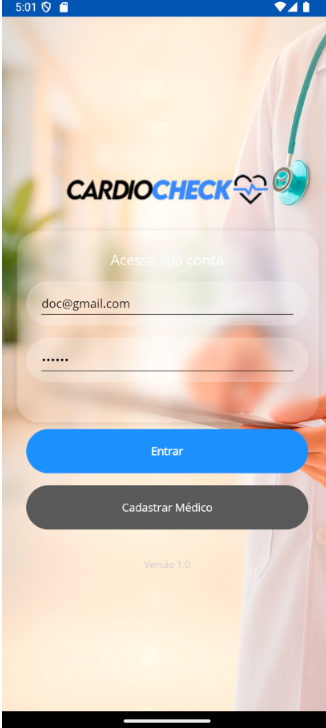 5:01
CARDIOCHECK
Acesse sua conta
doc@gmail.com
••••••
Entrar
Cadastrar Médico
Versão 1.0